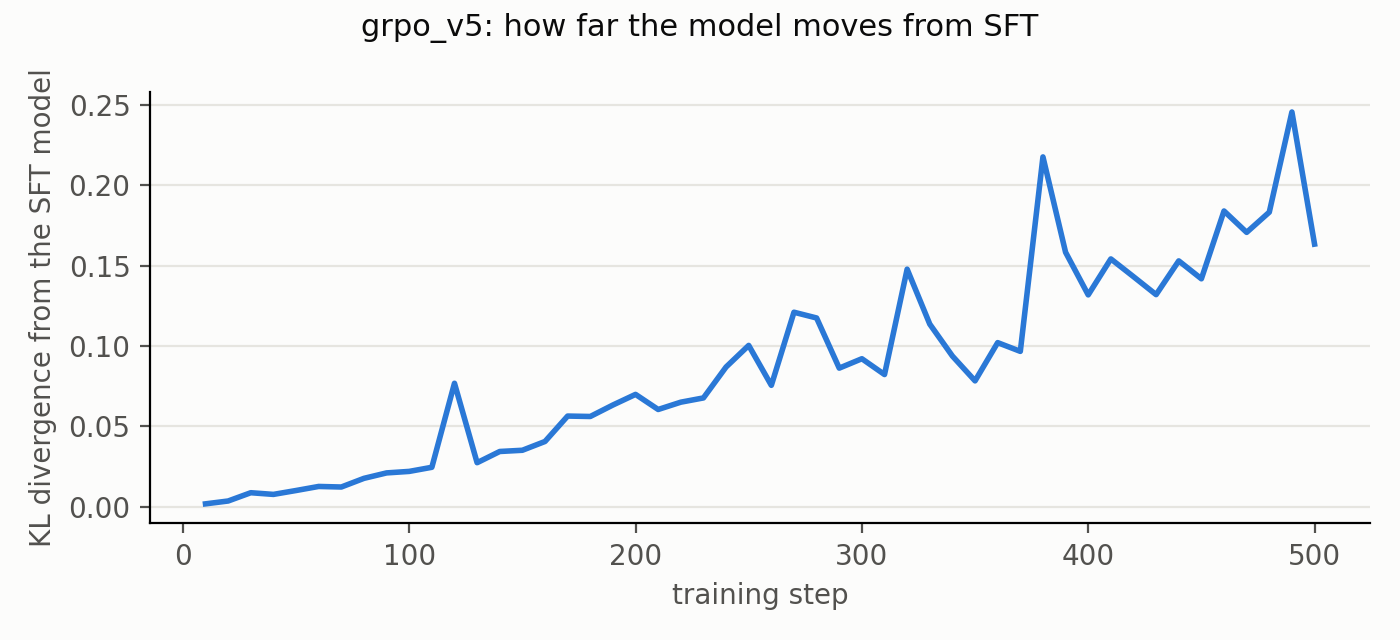 grpo_v5: how far the model moves from SFT
KL divergence from the SFT model
0.25
0.20
0.15
0.10
0.05
0.00
0 100 200 300 400 500
training step